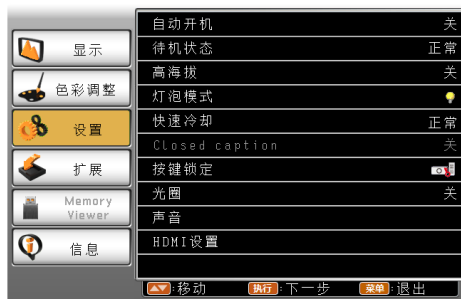 显示
色彩调整
设置
扩展
Memory
Viewer
信息
自动开机 关
待机状态 正常
高海拔 关
灯泡模式
快速冷却 正常
Closed caption 关
按键锁定
光圈 关
声音
HDMI设置
:移动 执行:下一步 菜单:退出